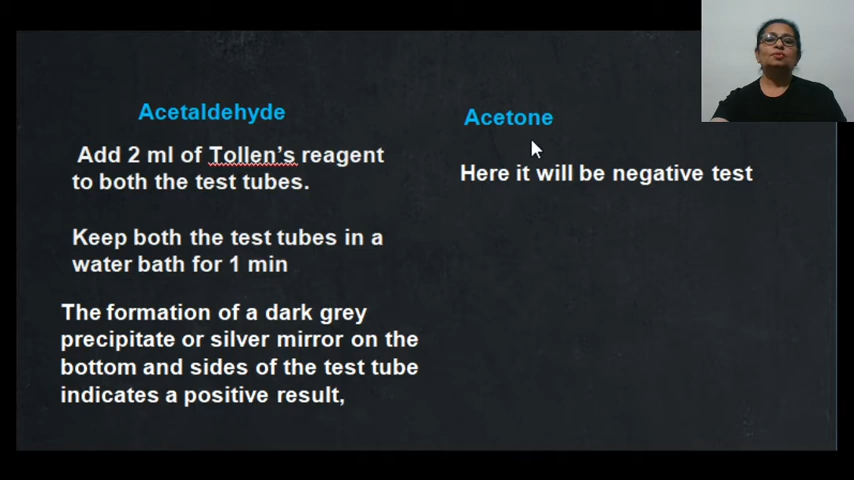 Acetaldehyde
Add 2 ml of Tollen's reagent
to both the test tubes.
Keep both the test tubes in a
water bath for 1 min
The formation of a dark grey
precipitate or silver mirror on the
bottom and sides of the test tube
indicates a positive result,
Acetone
Here it will be negative test